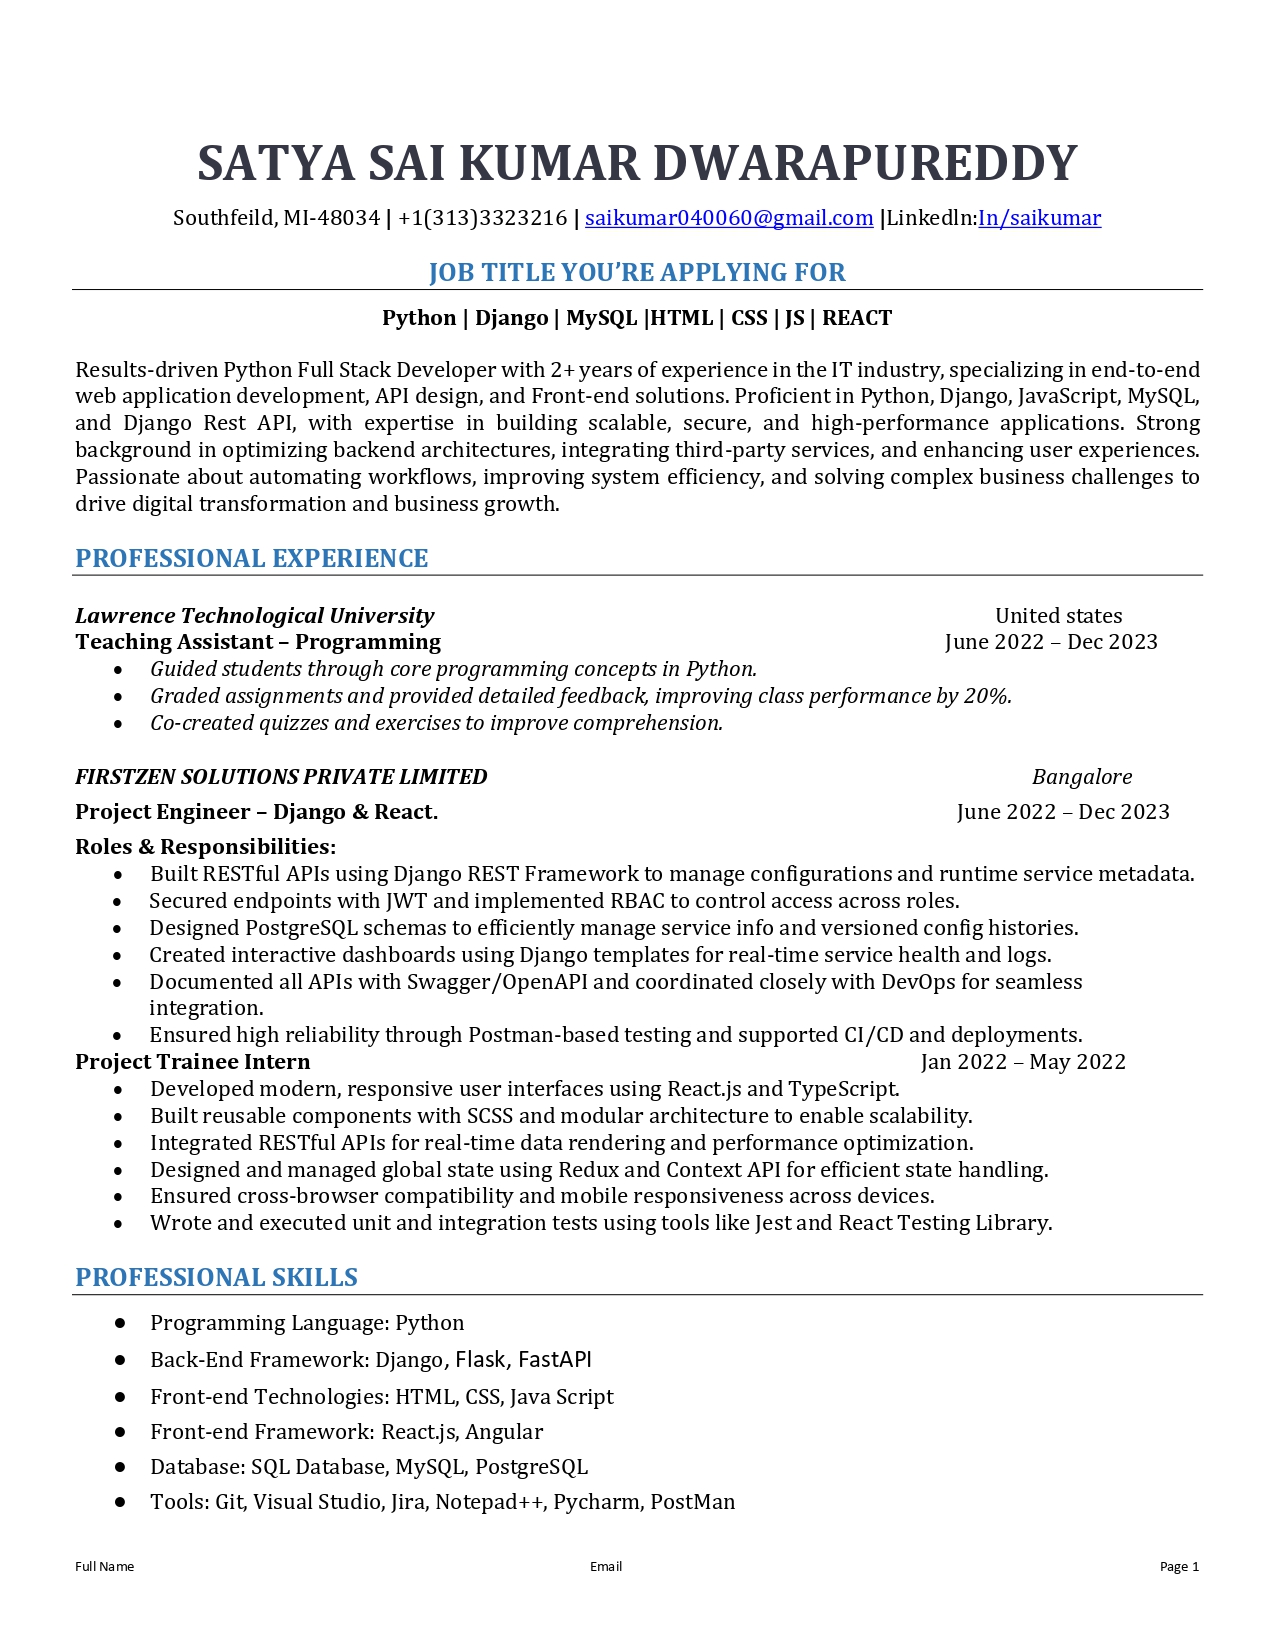 SATYA SAI KUMAR DWARAPUREDDY
Southfeild, MI-48034 | +1(313)3323216 | saikumar040060@gmail.com |Linkedln:In/saikumar
JOB TITLE YOU’RE APPLYING FOR
Python | Django | MySQL |HTML | CSS | JS | REACT
Results-driven Python Full Stack Developer with 2+ years of experience in the IT industry, specializing in end-to-end
web application development, API design, and Front-end solutions. Proficient in Python, Django, JavaScript, MySQL,
and Django Rest API, with expertise in building scalable, secure, and high-performance applications. Strong
background in optimizing backend architectures, integrating third-party services, and enhancing user experiences.
Passionate about automating workflows, improving system efficiency, and solving complex business challenges to
drive digital transformation and business growth.
PROFESSIONAL EXPERIENCE
Lawrence Technological University United states
Teaching Assistant – Programming June 2022 – Dec 2023
• Guided students through core programming concepts in Python.
• Graded assignments and provided detailed feedback, improving class performance by 20%.
• Co-created quizzes and exercises to improve comprehension.
FIRSTZEN SOLUTIONS PRIVATE LIMITED Bangalore
Project Engineer – Django & React. June 2022 – Dec 2023
Roles & Responsibilities:
• Built RESTful APIs using Django REST Framework to manage configurations and runtime service metadata.
• Secured endpoints with JWT and implemented RBAC to control access across roles.
• Designed PostgreSQL schemas to efficiently manage service info and versioned config histories.
• Created interactive dashboards using Django templates for real-time service health and logs.
• Documented all APIs with Swagger/OpenAPI and coordinated closely with DevOps for seamless
integration.
• Ensured high reliability through Postman-based testing and supported CI/CD and deployments.
Project Trainee Intern Jan 2022 – May 2022
• Developed modern, responsive user interfaces using React.js and TypeScript.
• Built reusable components with SCSS and modular architecture to enable scalability.
• Integrated RESTful APIs for real-time data rendering and performance optimization.
• Designed and managed global state using Redux and Context API for efficient state handling.
• Ensured cross-browser compatibility and mobile responsiveness across devices.
• Wrote and executed unit and integration tests using tools like Jest and React Testing Library.
PROFESSIONAL SKILLS
• Programming Language: Python
• Back-End Framework: Django, Flask, FastAPI
• Front-end Technologies: HTML, CSS, Java Script
• Front-end Framework: React.js, Angular
• Database: SQL Database, MySQL, PostgreSQL
• Tools: Git, Visual Studio, Jira, Notepad++, Pycharm, PostMan
Full Name Email Page 1